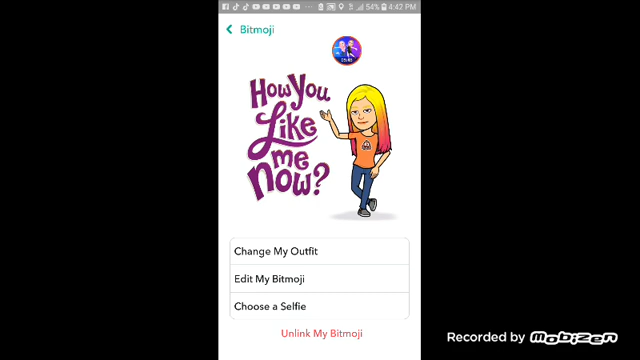 54% 4:42 PM
Bitmoji
How You
Like
me
now?
Change My Outfit
Edit My Bitmoji
Choose a Selfie
Unlink My Bitmoji
Recorded by Mobizen